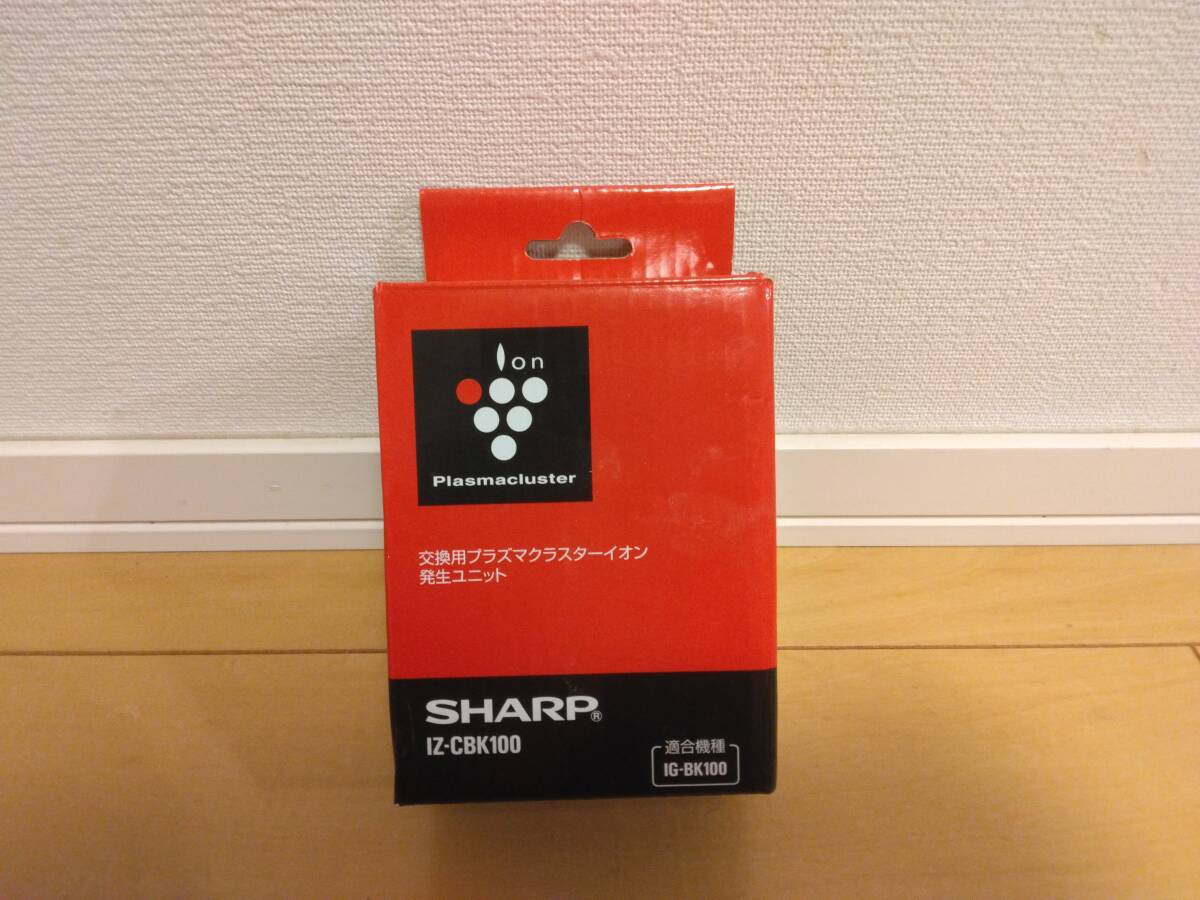 Ion
Plasmacluster
交換用プラズマクラスターイオン
発生ユニット
SHARP®
IZ-CBK100
適合機種
IG-BK100